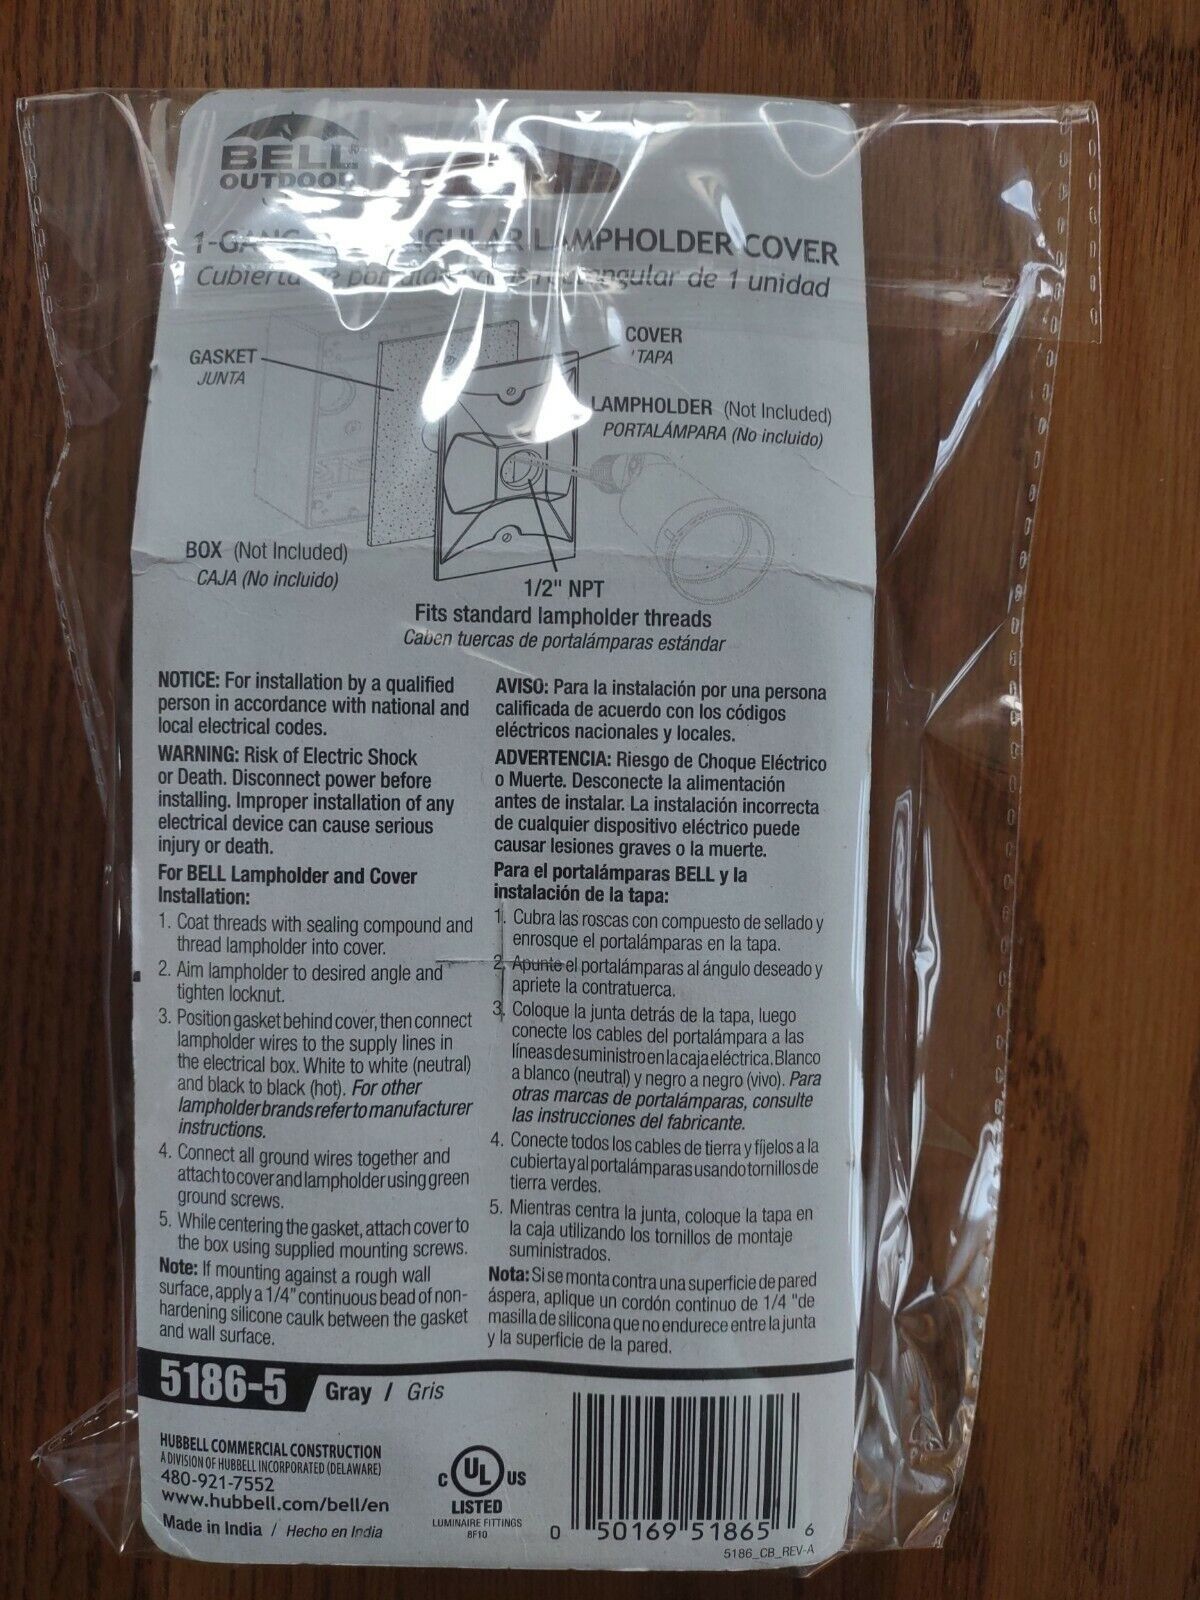 BELL
OUTDOOR
LAMPHOLDER COVER
Cubierta de rectangular de 1 unidad
GASKET
JUNTA
COVER
TAPA
LAMPHOLDER (Not Included)
PORTALÁMPARA (No incluido)
BOX (Not Included)
CAJA (No incluido)
1/2" NPT
Fits standard lampholder threads
Caben tuercas de portalámparas estándar
NOTICE: For installation by a qualified
person in accordance with national and
local electrical codes.
WARNING: Risk of Electric Shock
or Death. Disconnect power before
installing. Improper installation of any
electrical device can cause serious
injury or death.
For BELL Lampholder and Cover
Installation:
1. Coat threads with sealing compound and
thread lampholder into cover.
2. Aim lampholder to desired angle and
tighten locknut.
3. Position gasket behind cover, then connect
lampholder wires to the supply lines in
the electrical box. White to white (neutral)
and black to black (hot). For other
lampholder brands refer to manufacturer
instructions.
4. Connect all ground wires together and
attach to cover and lampholder using green
ground screws.
5. While centering the gasket, attach cover to
the box using supplied mounting screws.
Note: If mounting against a rough wall
surface, apply a 1/4" continuous bead of non-
hardening silicone caulk between the gasket
and wall surface.
AVISO: Para la instalación por una persona
calificada de acuerdo con los códigos
eléctricos nacionales y locales.
ADVERTENCIA: Riesgo de Choque Eléctrico
o Muerte. Desconecte la alimentación
antes de instalar. La instalación incorrecta
de cualquier dispositivo eléctrico puede
causar lesiones graves o la muerte.
Para el portalámparas BELL y la
instalación de la tapa:
1. Cubra las roscas con compuesto de sellado y
enrosque el portalámparas en la tapa.
2. Apunte el portalámparas al ángulo deseado y
apriete la contratuerca.
3. Coloque la junta detrás de la tapa, luego
conecte los cables del portalámpara a las
líneas de suministro en la caja eléctrica. Blanco
a blanco (neutral) y negro a negro (vivo). Para
otras marcas de portalámparas, consulte
las instrucciones del fabricante.
4. Conecte todos los cables de tierra y fíjelos a la
cubierta y al portalámparas usando tornillos de
tierra verdes.
5. Mientras centra la junta, coloque la tapa en
la caja utilizando los tornillos de montaje
suministrados.
Nota: Si se monta contra una superficie de pared
áspera, aplique un cordón continuo de 1/4 "de
masilla de silicona que no endurece entre la junta
y la superficie de la pared.
5186-5 Gray / Gris
HUBBELL COMMERCIAL CONSTRUCTION
A DIVISION OF HUBBELL INCORPORATED (DELAWARE)
480-921-7552
www.hubbell.com/bell/en
Made in India / Hecho en India
C UL US
LISTED
LUMINAIRE FITTINGS
8F10
0 50169 51865 6
5186_CB_REV-A